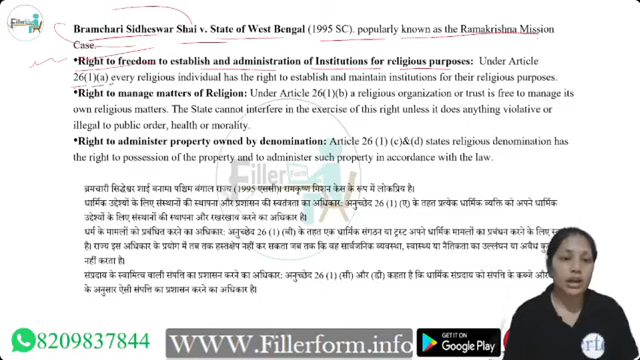 Fillerform
Bramchari Sidheswar Shai v. State of West Bengal (1995 SC). popularly known as the Ramakrishna Mission
Case.
•Right to freedom to establish and administration of Institutions for religious purposes: Under Article
26(1)(a) every religious individual has the right to establish and maintain institutions for their religious purposes.
•Right to manage matters of Religion: Under Article 26(1)(b) a religious organization or trust is free to manage its
own religious matters. The State cannot interfere in the exercise of this right unless it does anything violative or
illegal to public order, health or morality.
•Right to administer property owned by denomination: Article 26 (1) (c)&(d) states religious denomination has
the right to possession of the property and to administer such property in accordance with the law.
ब्रमचारी सिद्धेश्वर शाई बनाम पश्चिम बंगाल राज्य (1995 एससी)। रामकृष्ण मिशन केस के रूप में लोकप्रिय है।
धार्मिक उद्देश्यों के लिए संस्थानों की स्थापना और प्रशासन की स्वतंत्रता का अधिकार: अनुच्छेद 26 (1) (ए) के तहत प्रत्येक धार्मिक व्यक्ति को अपने धार्मिक
उद्देश्यों के लिए संस्थानों की स्थापना और रखरखाव करने का अधिकार है।
धर्म के मामलों को प्रबंधित करने का अधिकार: अनुच्छेद 26 (1) (बी) के तहत एक धार्मिक संगठन या ट्रस्ट अपने धार्मिक मामलों का प्रबंधन करने के लिए
है। राज्य इस अधिकार के प्रयोग में तब तक हस्तक्षेप नहीं कर सकता जब तक कि वह सार्वजनिक व्यवस्था, स्वास्थ्य या नैतिकता का उल्लंघन या अवैध
नहीं करता है।
संप्रदाय के स्वामित्व वाली संपत्ति का प्रशासन करने का अधिकार: अनुच्छेद 26 (1) (सी) और (डी) कहता है कि धार्मिक संप्रदाय को संपत्ति के कब्जे और
के अनुसार ऐसी संपत्ति का प्रशासन करने का अधिकार है।
8209837844
www.Fillerform.info
GET IT ON
Google Play